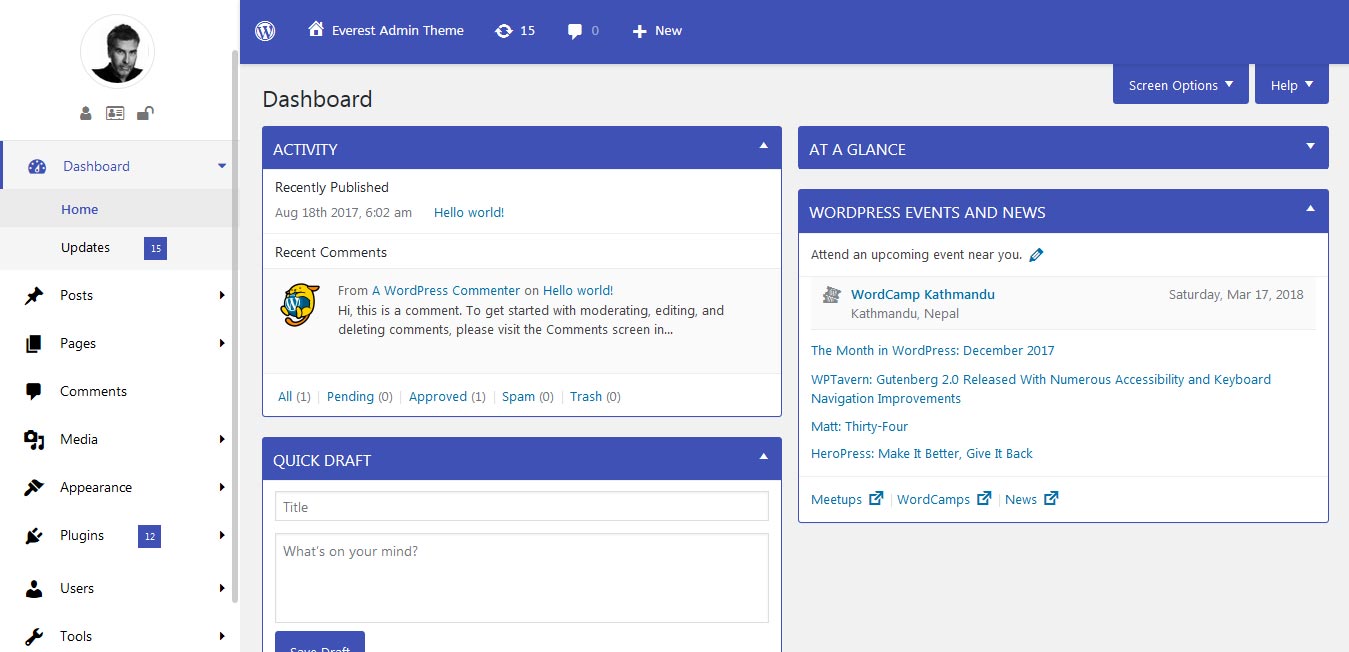 Everest Admin Theme 15 0 New
Screen Options Help
Dashboard
Home
Updates 15
Posts
Pages
Comments
Media
Appearance
Plugins 12
Users
Tools
Dashboard
ACTIVITY
Recently Published
Aug 18th 2017, 6:02 am Hello world!
Recent Comments
From A WordPress Commenter on Hello world!
Hi, this is a comment. To get started with moderating, editing, and
deleting comments, please visit the Comments screen in...
All (1) | Pending (0) | Approved (1) | Spam (0) | Trash (0)
QUICK DRAFT
Title
What's on your mind?
Save Draft
AT A GLANCE
WORDPRESS EVENTS AND NEWS
Attend an upcoming event near you.
WordCamp Kathmandu Saturday, Mar 17, 2018
Kathmandu, Nepal
The Month in WordPress: December 2017
WPTavern: Gutenberg 2.0 Released With Numerous Accessibility and Keyboard
Navigation Improvements
Matt: Thirty-Four
HeroPress: Make It Better, Give It Back
Meetups | WordCamps | News